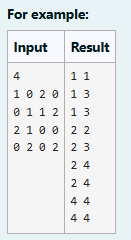 For example:
Input Result
4 1 1
1 0 2 0 1 3
0 1 1 2 1 3
2 1 0 0 2 2
0 2 0 2 2 3
2 4
2 4
4 4
4 4